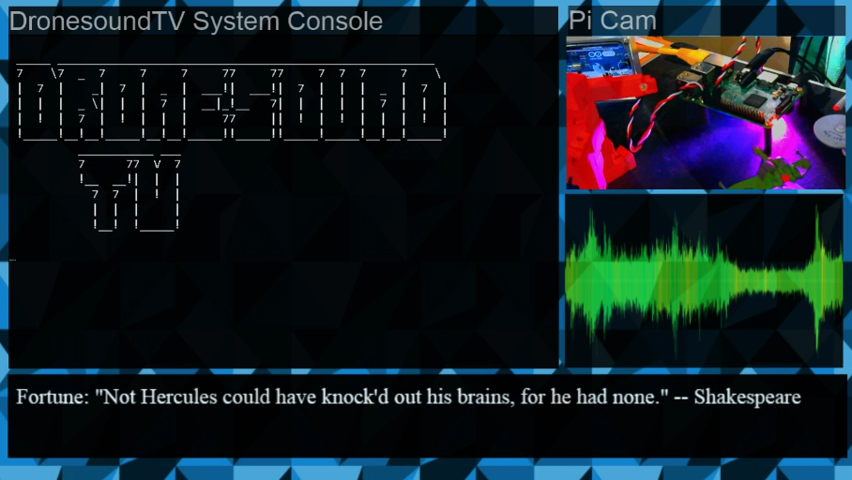 DronesoundTV System Console
Pi Cam
Fortune: "Not Hercules could have knock'd out his brains, for he had none." -- Shakespeare